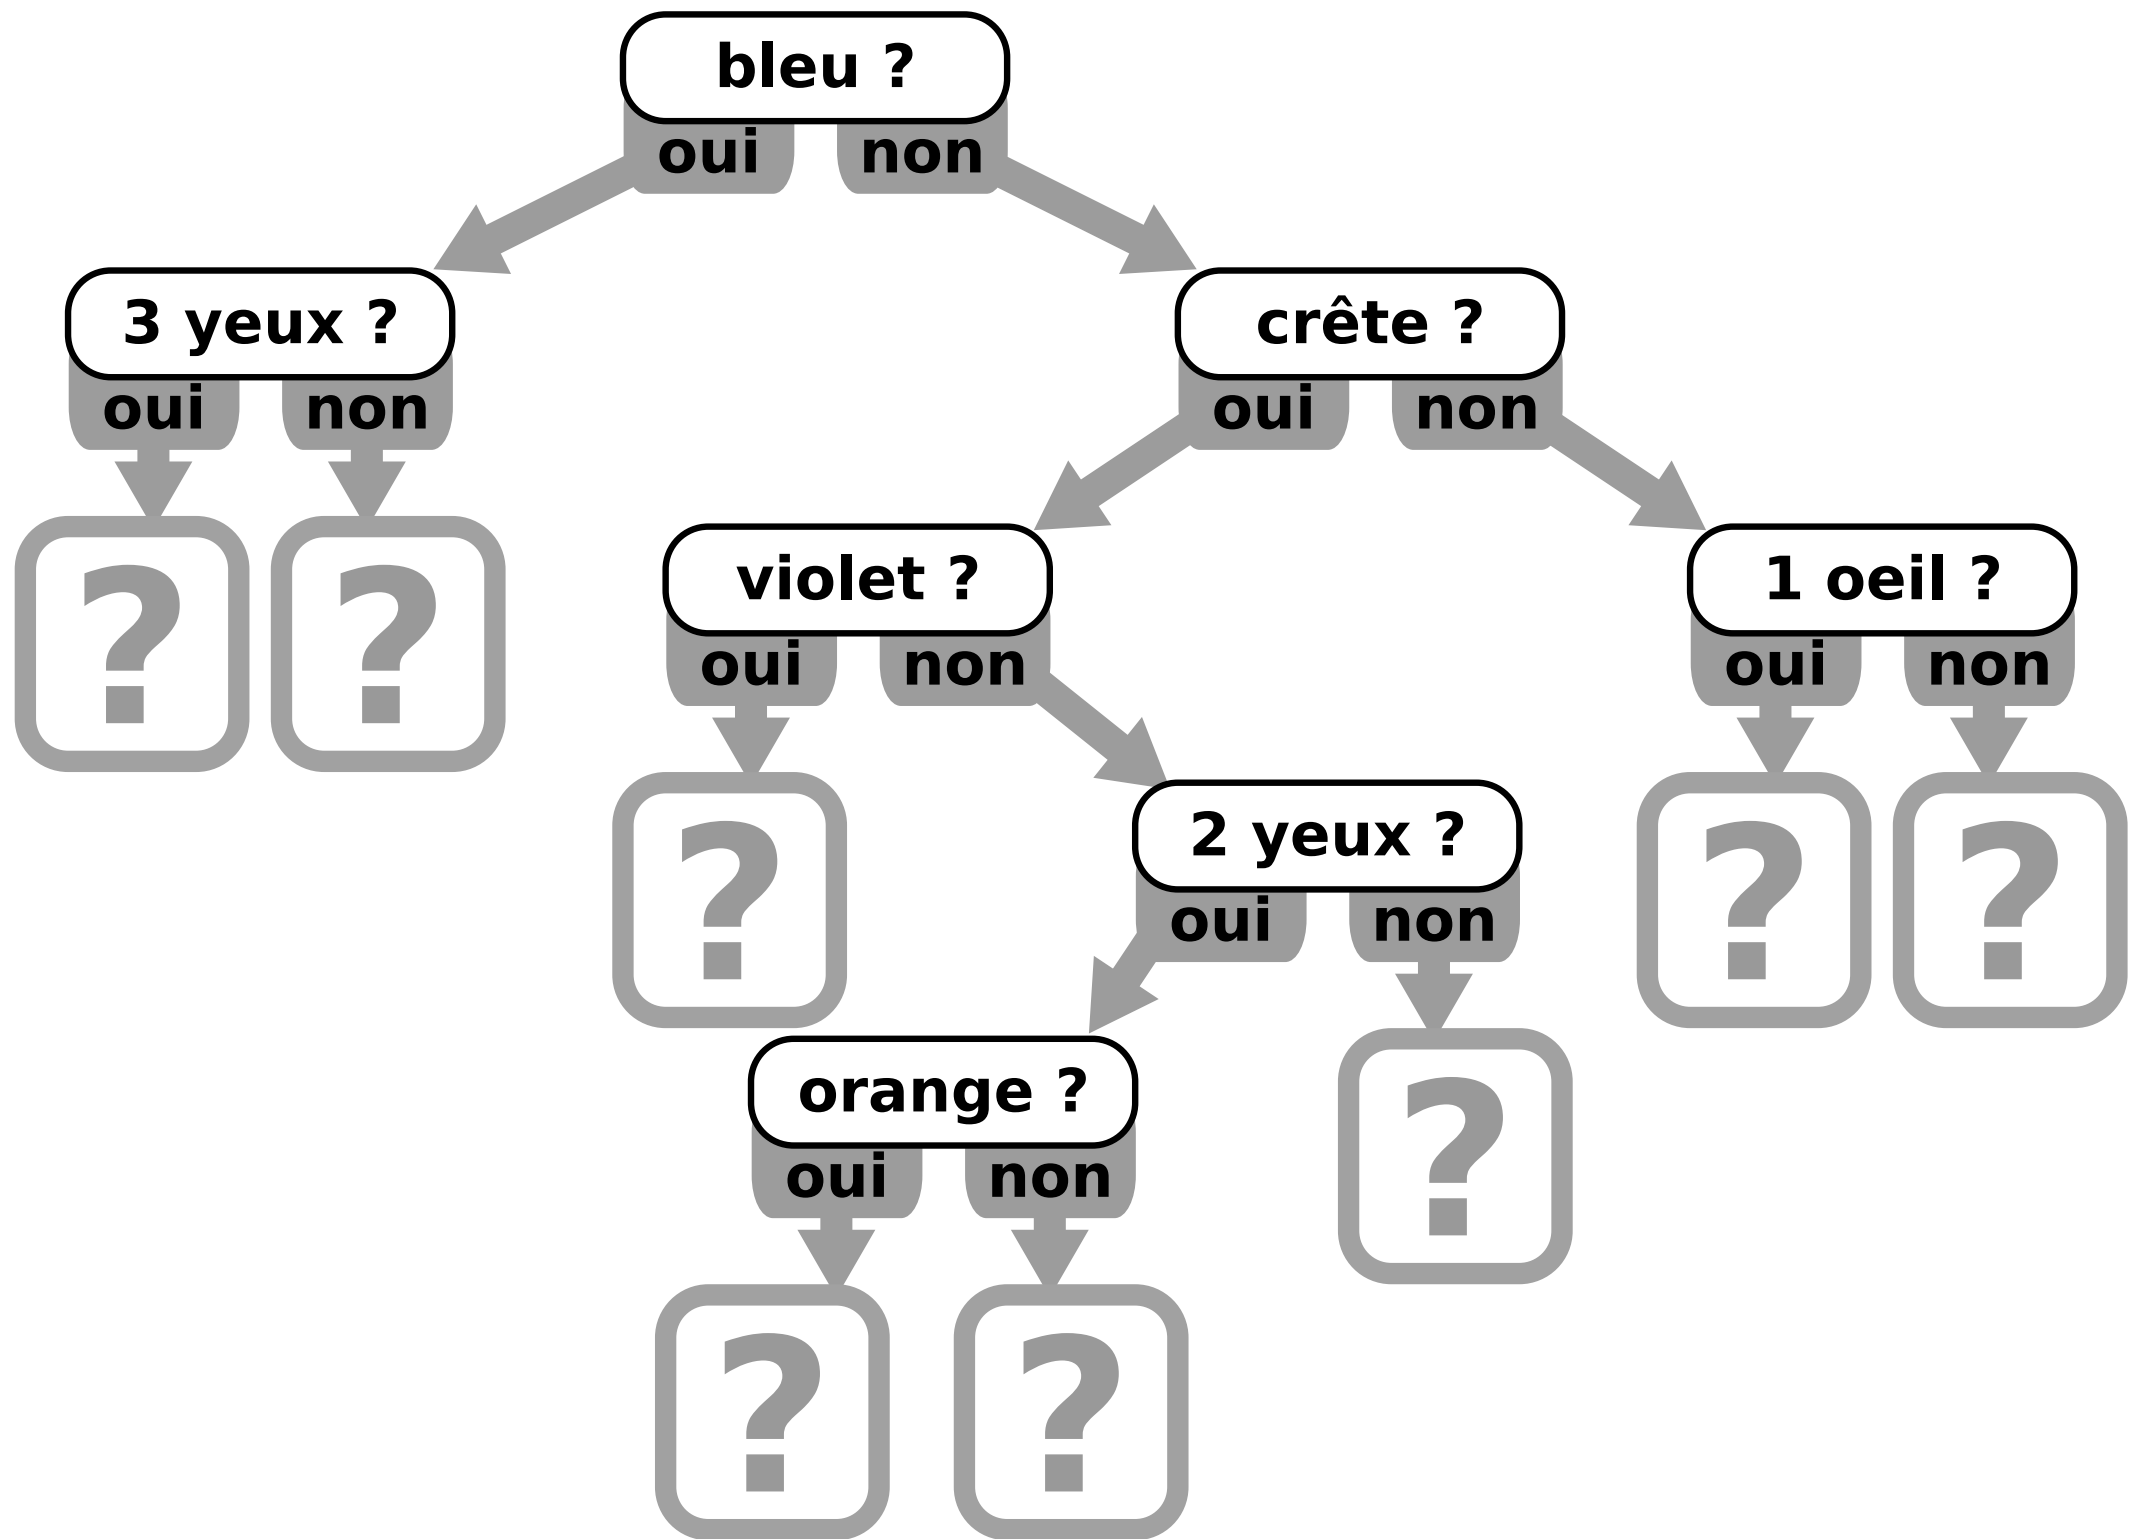 bleu ?
oui non
3 yeux ?
oui non
crête ?
oui non
?
?
violet ?
oui non
1 oeil ?
oui non
?
2 yeux ?
oui non
?
?
orange ?
oui non
?
?
?